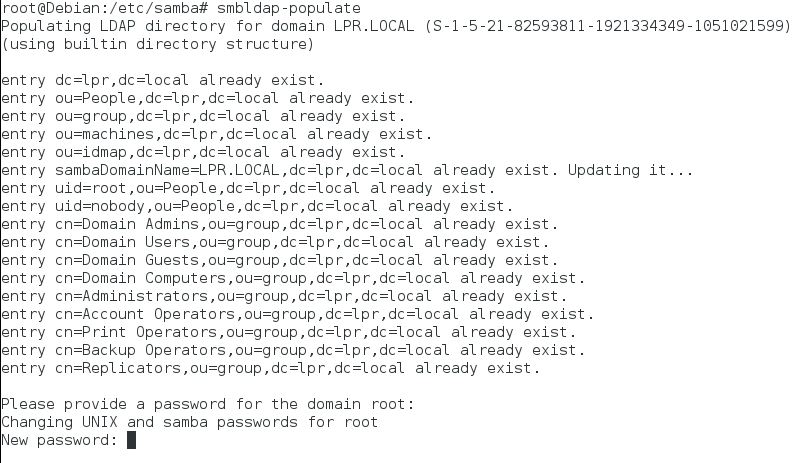 root@Debian:/etc/samba# smbldap-populate
Populating LDAP directory for domain LPR.LOCAL (S-1-5-21-82593811-1921334349-1051021599)
(using builtin directory structure)
entry dc=lpr,dc=local already exist.
entry ou=People,dc=lpr,dc=local already exist.
entry ou=group,dc=lpr,dc=local already exist.
entry ou=machines,dc=lpr,dc=local already exist.
entry ou=idmap,dc=lpr,dc=local already exist.
entry sambaDomainName=LPR.LOCAL,dc=lpr,dc=local already exist. Updating it...
entry uid=root,ou=People,dc=lpr,dc=local already exist.
entry uid=nobody,ou=People,dc=lpr,dc=local already exist.
entry cn=Domain Admins,ou=group,dc=lpr,dc=local already exist.
entry cn=Domain Users,ou=group,dc=lpr,dc=local already exist.
entry cn=Domain Guests,ou=group,dc=lpr,dc=local already exist.
entry cn=Domain Computers,ou=group,dc=lpr,dc=local already exist.
entry cn=Administrators,ou=group,dc=lpr,dc=local already exist.
entry cn=Account Operators,ou=group,dc=lpr,dc=local already exist.
entry cn=Print Operators,ou=group,dc=lpr,dc=local already exist.
entry cn=Backup Operators,ou=group,dc=lpr,dc=local already exist.
entry cn=Replicators,ou=group,dc=lpr,dc=local already exist.
Please provide a password for the domain root:
Changing UNIX and samba passwords for root
New password: